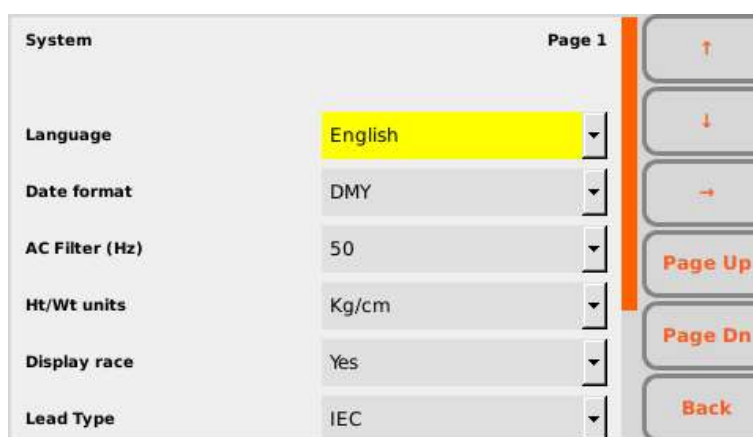 System Page 1
Language English
Date format DMY
AC Filter (Hz) 50
Ht/Wt units Kg/cm
Display race Yes
Lead Type IEC
↑
↓
→
Page Up
Page Dn
Back